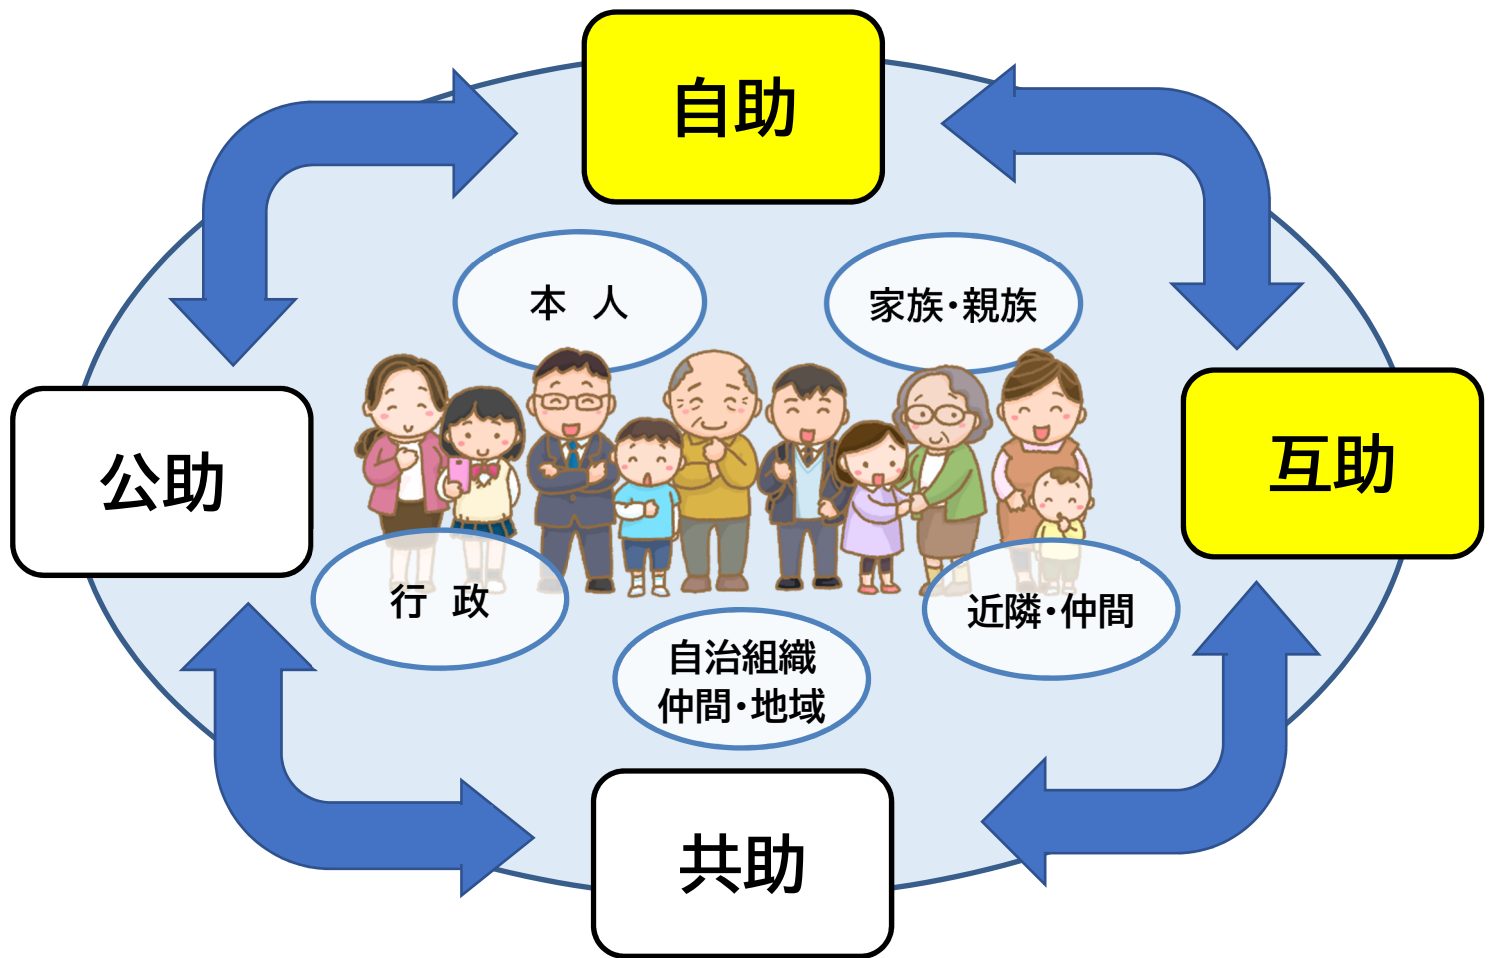 自助
本 人
家族・親族
公助
互助
行 政
近隣・仲間
自治組織
仲間・地域
共助